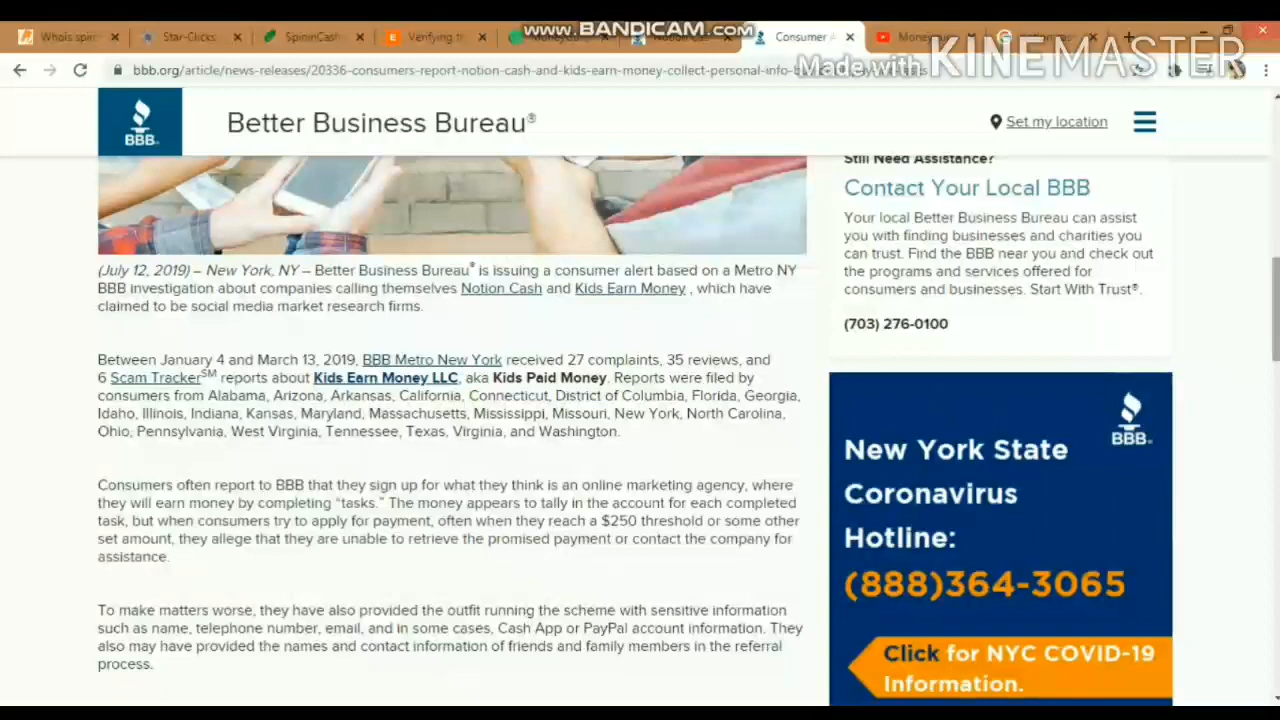 www.BANDICAM.com
Whois spin
Star-Clicks
SpininCash
Verifying tr
Consumer A
Made with KINEMASTER
bbb.org/article/news-releases/20336-consumers-report-notion-cash-and-kids-earn-money-collect-personal-info-by
BBB.
Better Business Bureau®
Set my location
(July 12, 2019) – New York, NY – Better Business Bureau® is issuing a consumer alert based on a Metro NY
BBB investigation about companies calling themselves Notion Cash and Kids Earn Money , which have
claimed to be social media market research firms.
Between January 4 and March 13, 2019, BBB Metro New York received 27 complaints, 35 reviews, and
6 Scam Tracker℠ reports about Kids Earn Money LLC, aka Kids Paid Money. Reports were filed by
consumers from Alabama, Arizona, Arkansas, California, Connecticut, District of Columbia, Florida, Georgia,
Idaho, Illinois, Indiana, Kansas, Maryland, Massachusetts, Mississippi, Missouri, New York, North Carolina,
Ohio, Pennsylvania, West Virginia, Tennessee, Texas, Virginia, and Washington.
Consumers often report to BBB that they sign up for what they think is an online marketing agency, where
they will earn money by completing “tasks.” The money appears to tally in the account for each completed
task, but when consumers try to apply for payment, often when they reach a $250 threshold or some other
set amount, they allege that they are unable to retrieve the promised payment or contact the company for
assistance.
To make matters worse, they have also provided the outfit running the scheme with sensitive information
such as name, telephone number, email, and in some cases, Cash App or PayPal account information. They
also may have provided the names and contact information of friends and family members in the referral
process.
Still Need Assistance?
Contact Your Local BBB
Your local Better Business Bureau can assist
you with finding businesses and charities you
can trust. Find the BBB near you and check out
the programs and services offered for
consumers and businesses. Start With Trust®.
(703) 276-0100
BBB.
New York State
Coronavirus
Hotline:
(888)364-3065
Click for NYC COVID-19
Information.